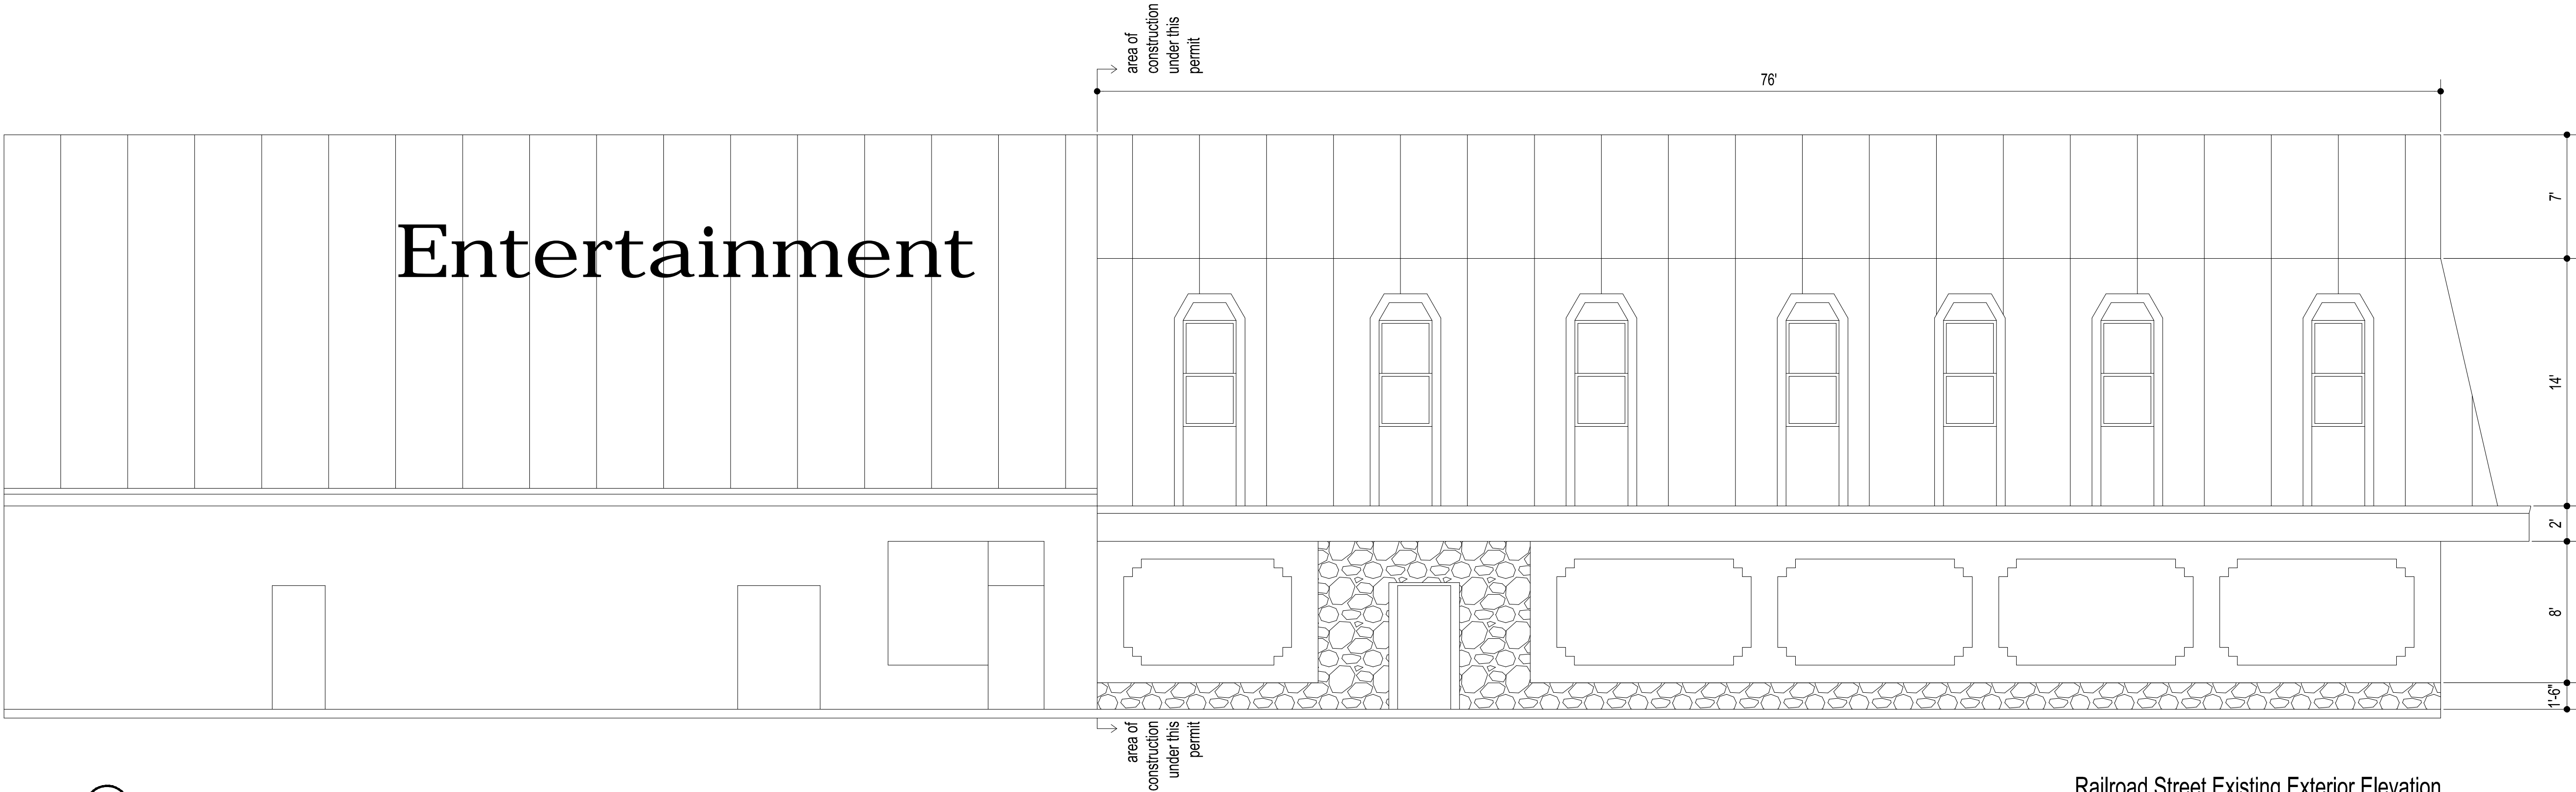 area of
construction
under this
permit
76'
Entertainment
7'
14'
2'
8'
1'-6"
area of
construction
under this
permit
Railroad Street Existing Exterior Elevation